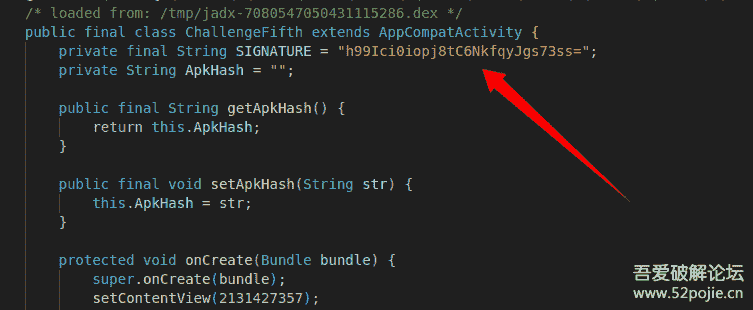 /* loaded from: /tmp/jadx-7080547050431115286.dex */
public final class ChallengeFifth extends AppCompatActivity {
    private final String SIGNATURE = "h99Ici0iopj8tC6NkfqyJgs73ss=";
    private String ApkHash = "";

    public final String getApkHash() {
        return this.ApkHash;
    }

    public final void setApkHash(String str) {
        this.ApkHash = str;
    }

    protected void onCreate(Bundle bundle) {
        super.onCreate(bundle);
        setContentView(2131427357);
吾爱破解论坛
www.52pojie.cn